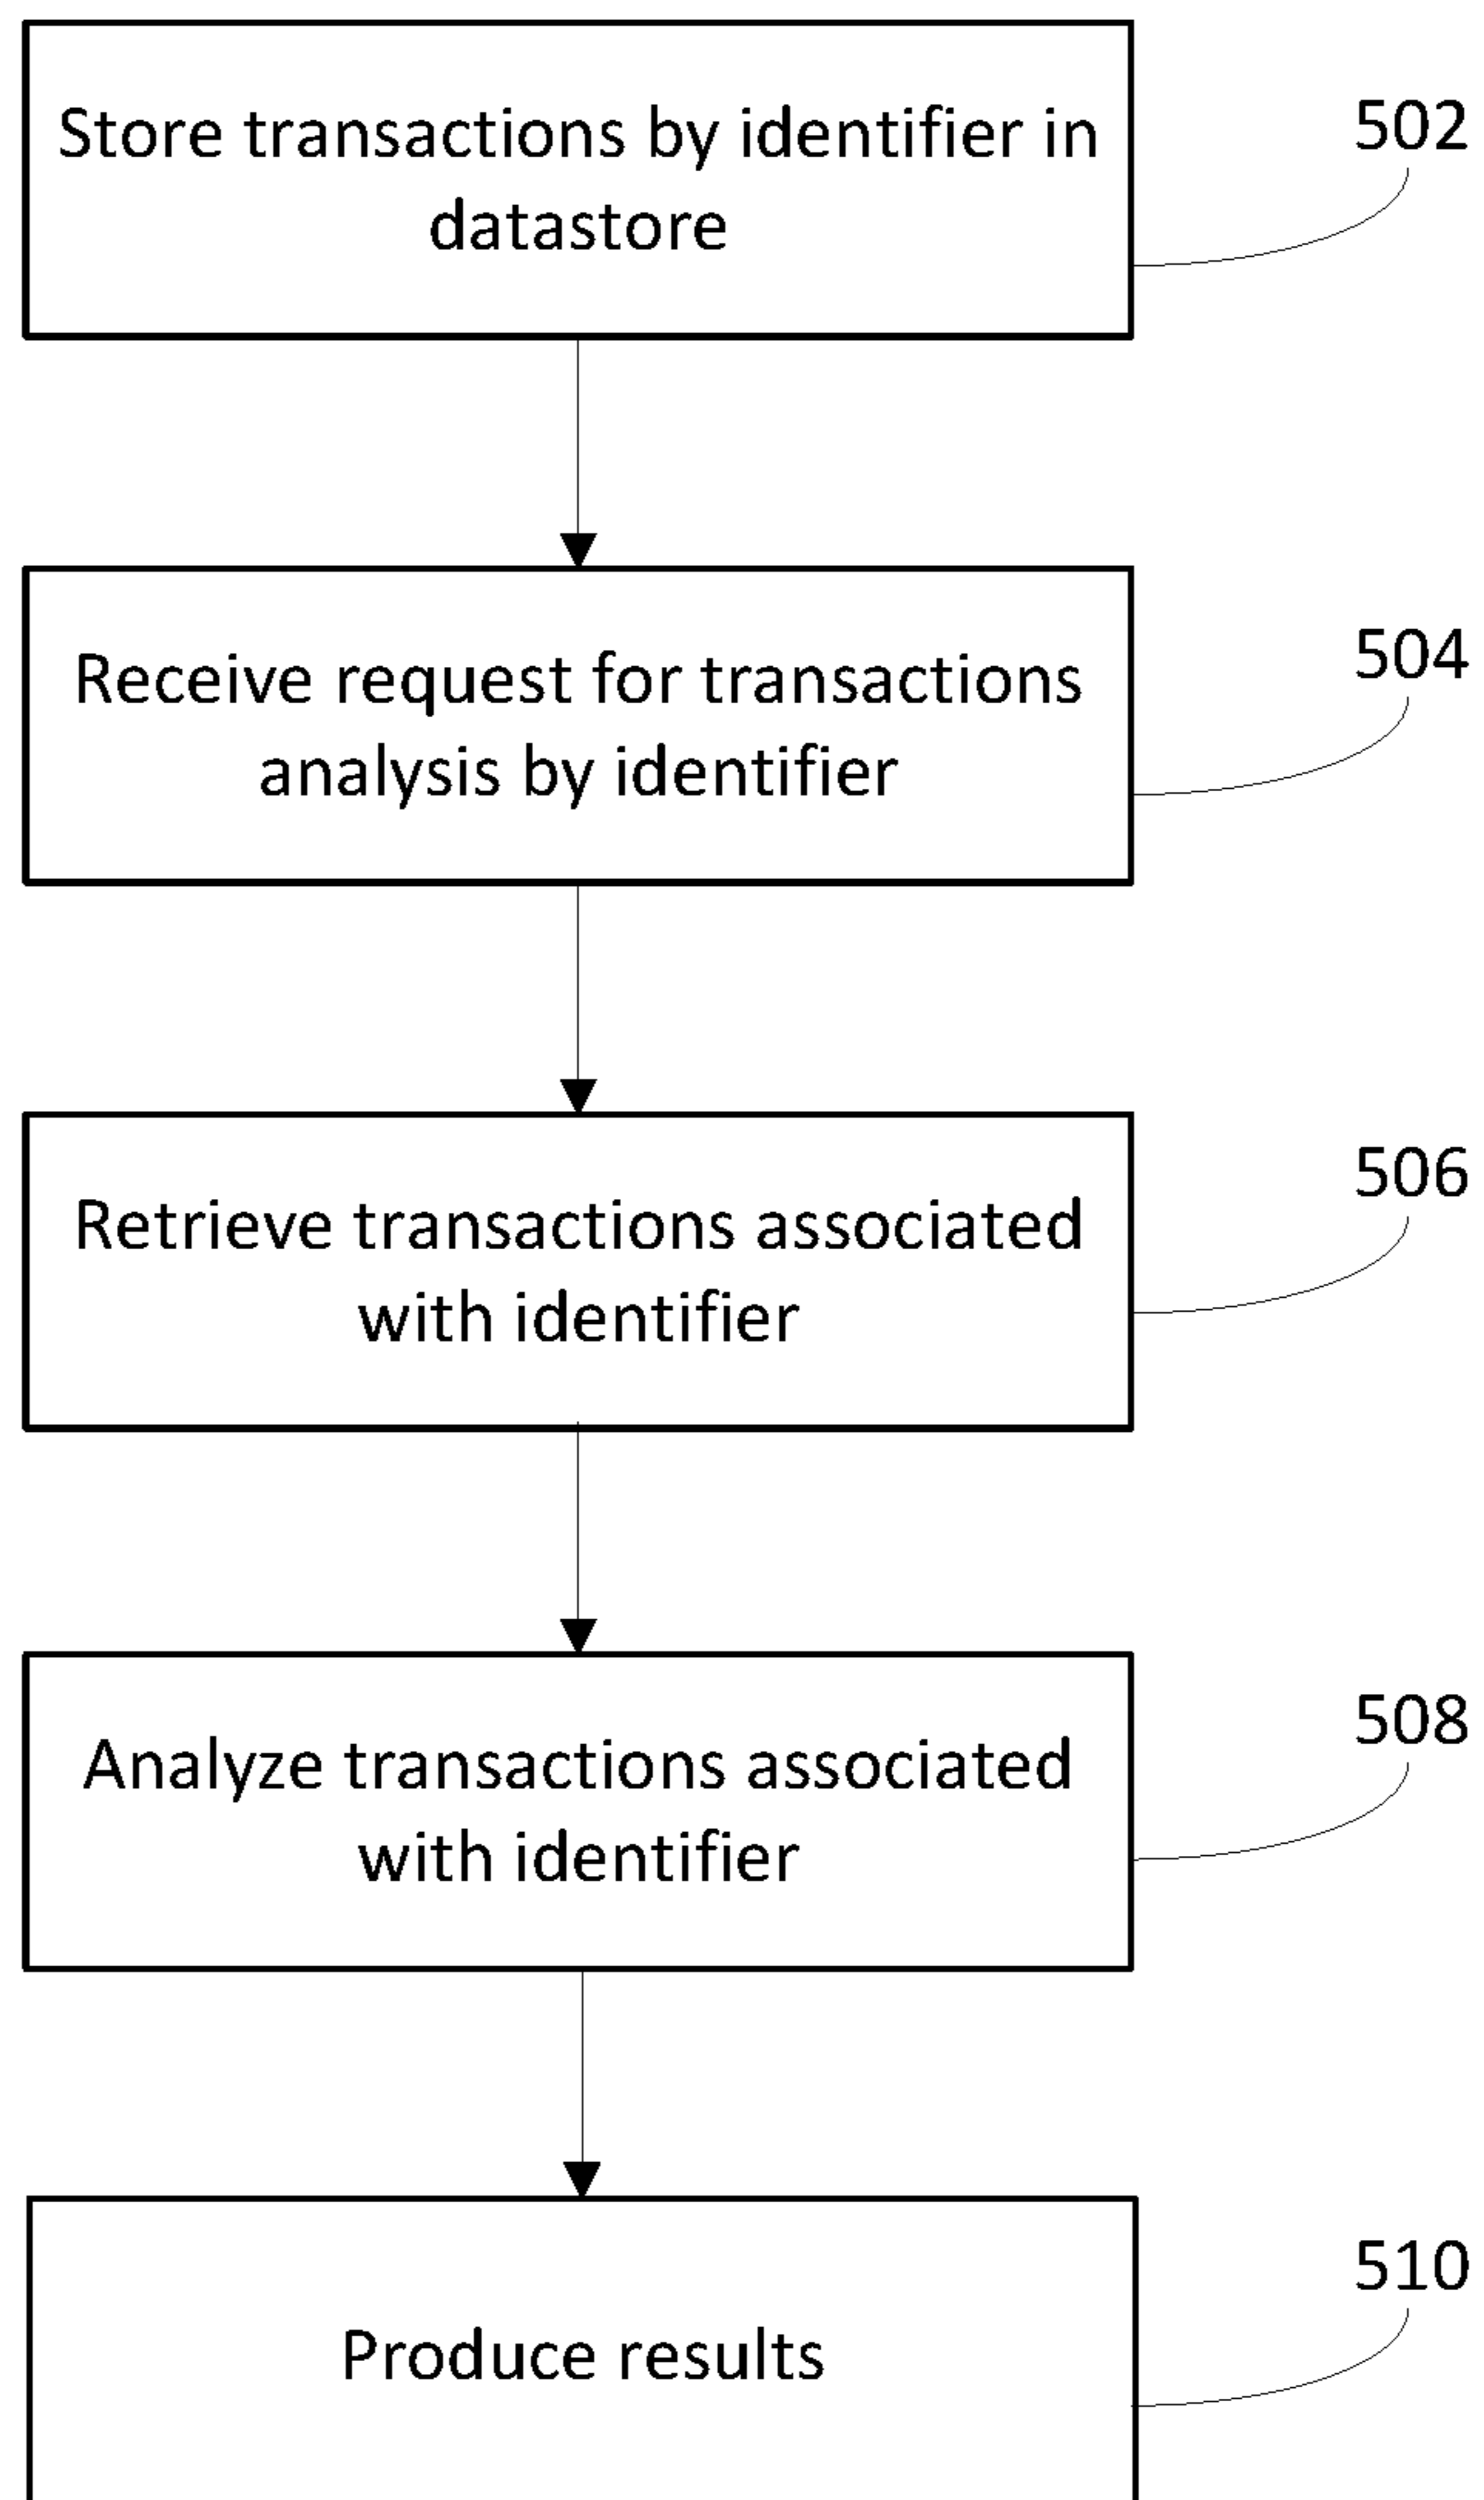 Store transactions by identifier in
datastore
502
Receive request for transactions
analysis by identifier
504
Retrieve transactions associated
with identifier
506
Analyze transactions associated
with identifier
508
Produce results
510